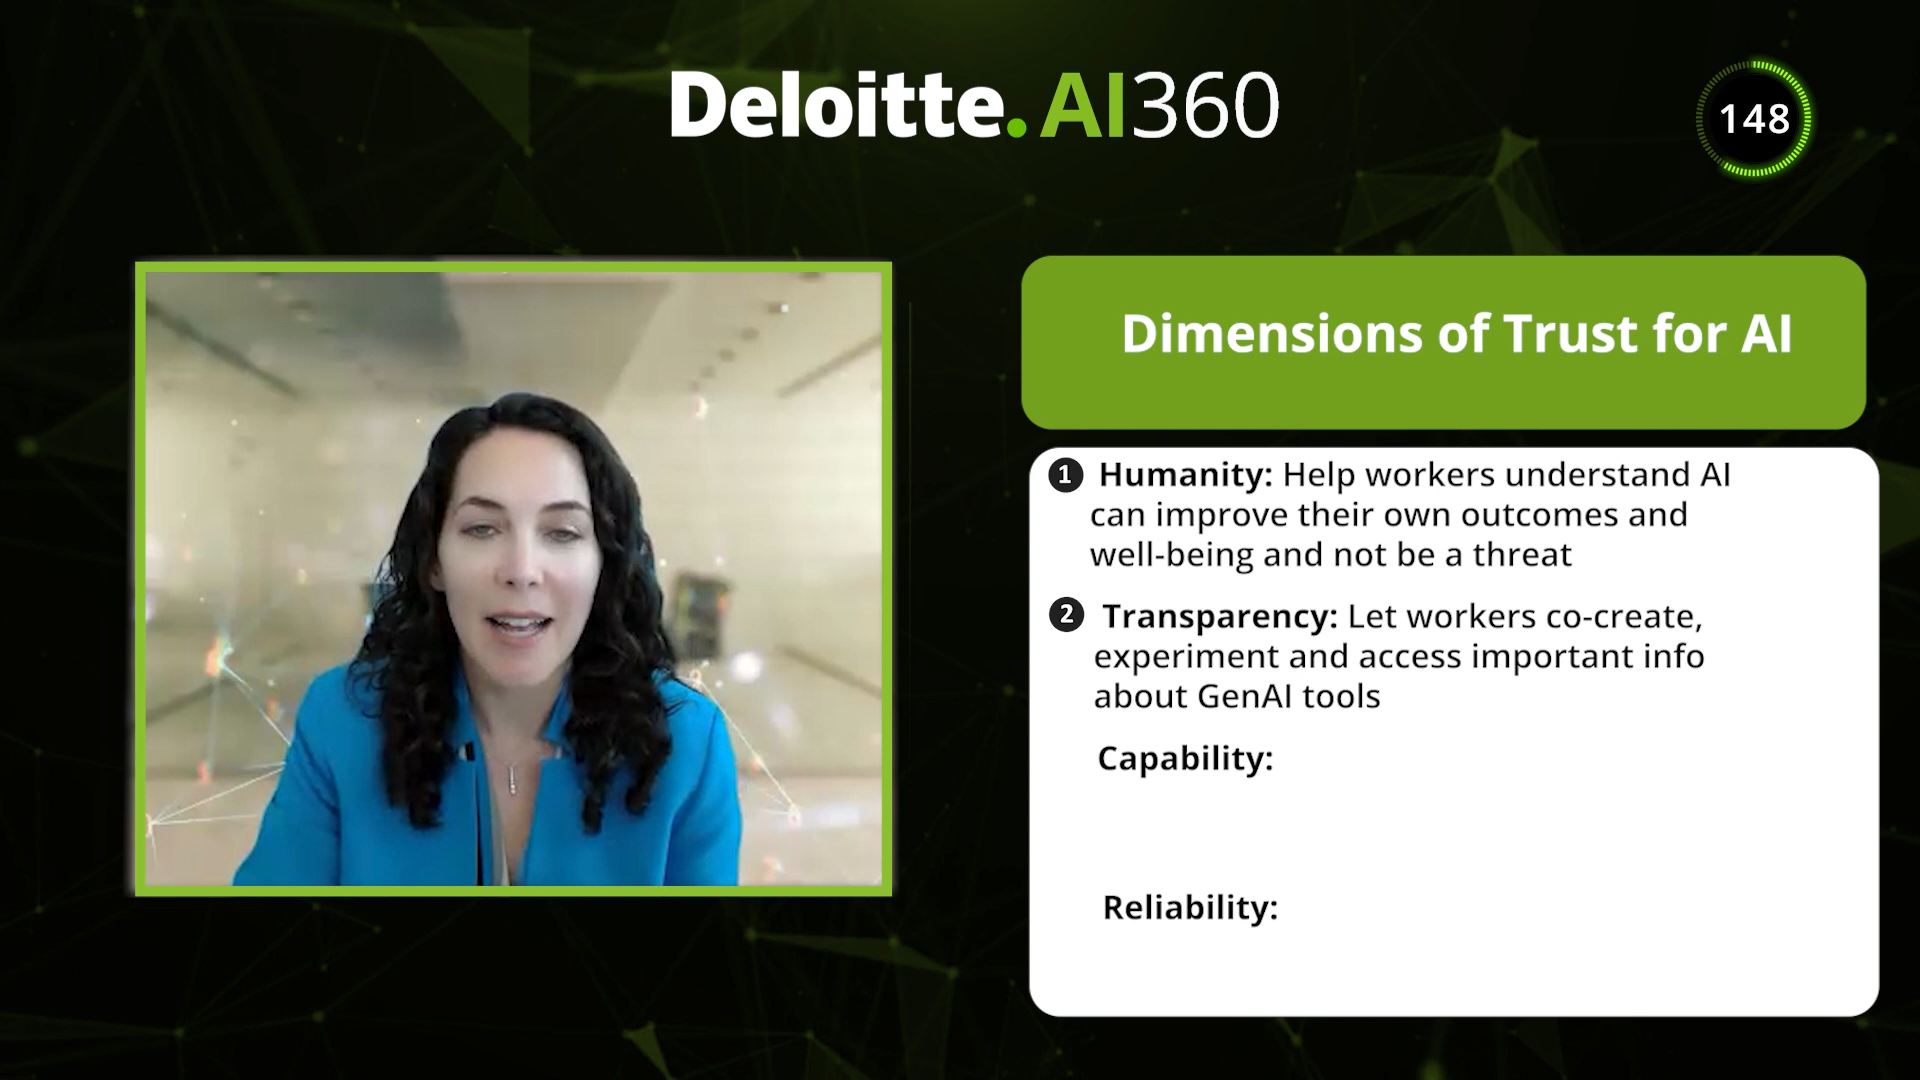 Deloitte. AI360
148
Dimensions of Trust for AI
1 Humanity: Help workers understand AI
can improve their own outcomes and
well-being and not be a threat
2 Transparency: Let workers co-create,
experiment and access important info
about GenAI tools
Capability:
Reliability: